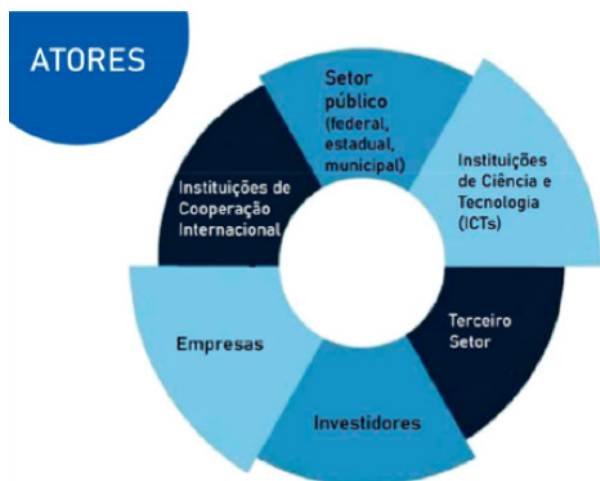 ATORES
Setor
público
(federal,
estadual,
municipal)
Instituições
de Ciência e
Tecnologia
(ICTs)
Terceiro
Setor
Investidores
Empresas
Instituições de
Cooperação
Internacional